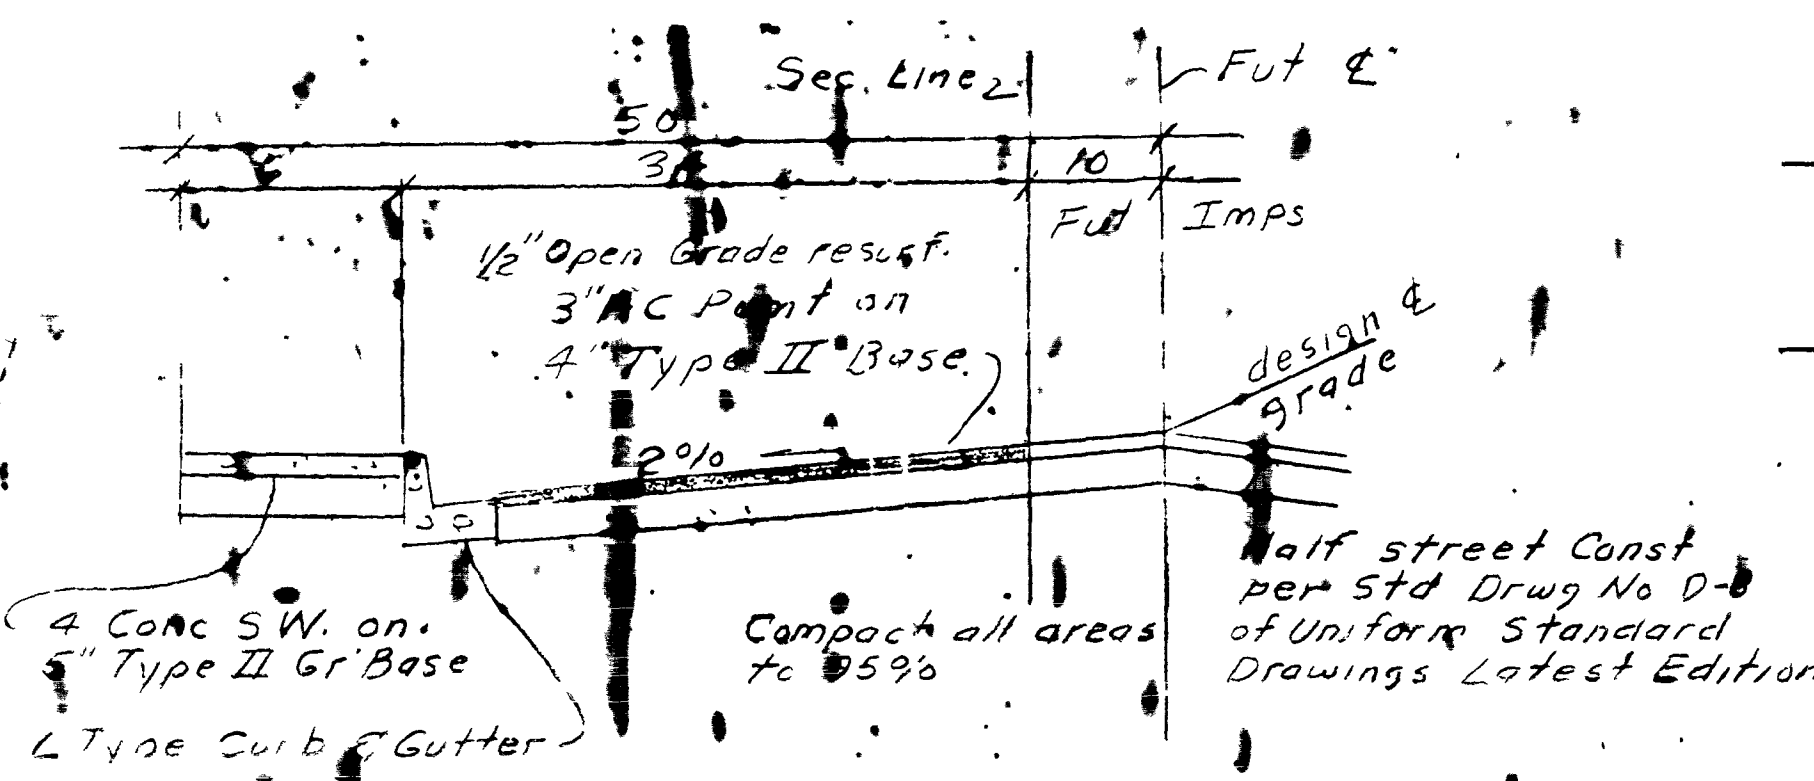 Sec. Line
Fut ℄
50
10
Fut Imps
1/2" Open Grade resurf.
3" AC Pvmnt on
4" Type II Base
design ℄
grade
2%
Half street Const
per Std Drwg No D-
of Uniform Standard
Drawings Latest Edition
4 Conc S.W. on
5" Type II Gr Base
Compact all areas
to 95%
L Type Curb & Gutter